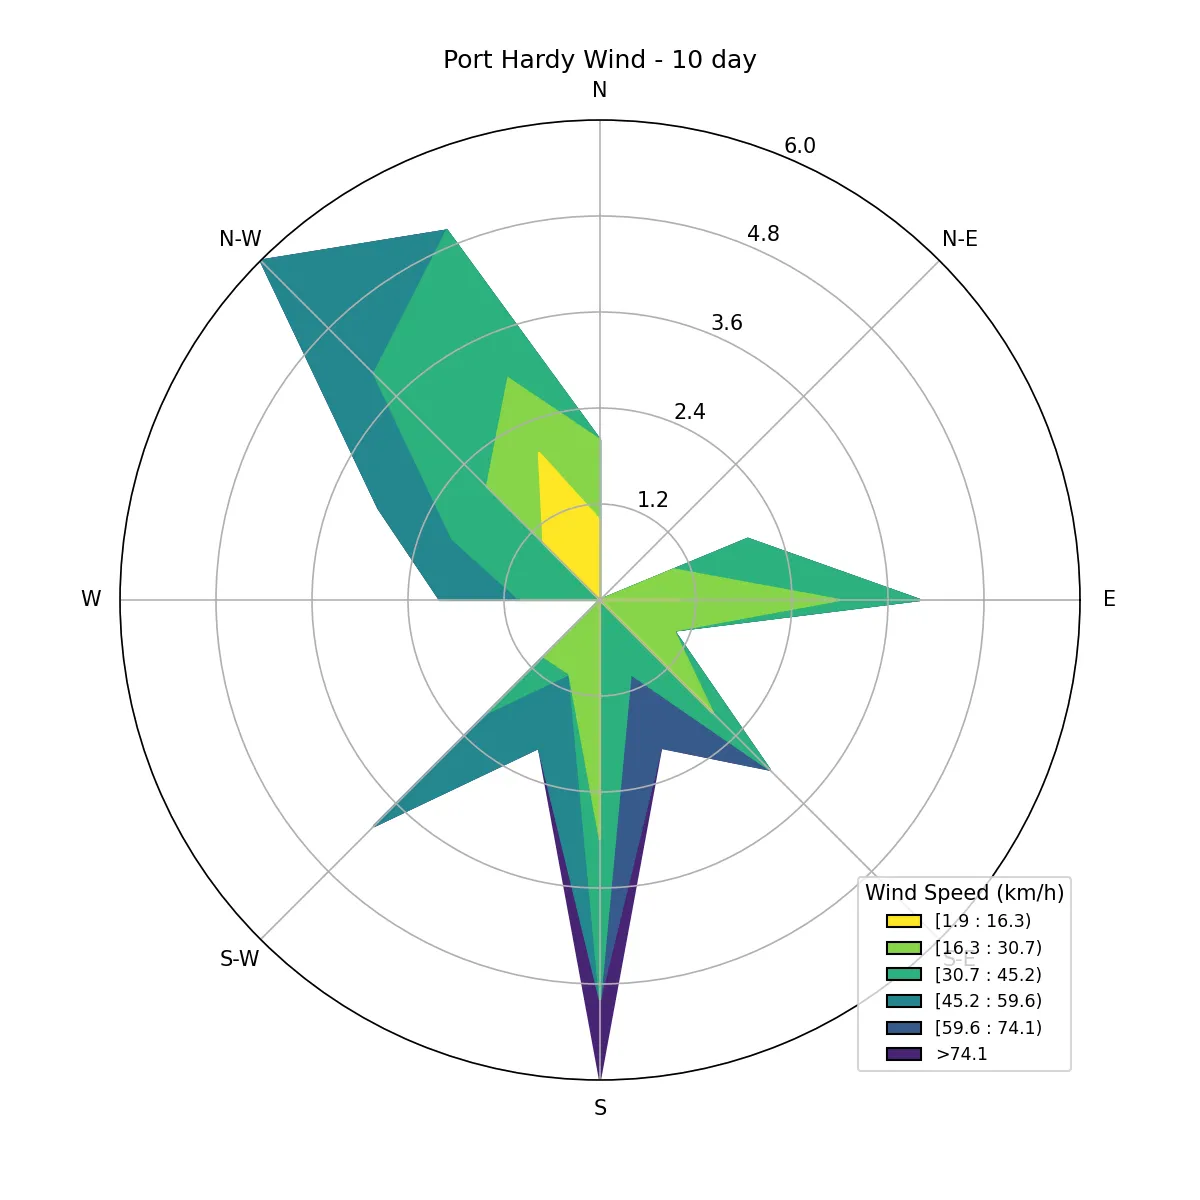 Port Hardy Wind - 10 day
N
6.0
N-W
N-E
4.8
3.6
2.4
1.2
W
E
Wind Speed (km/h)
[1.9 : 16.3)
[16.3 : 30.7)
S-W
S-E
[30.7 : 45.2)
[45.2 : 59.6)
[59.6 : 74.1)
>74.1
S